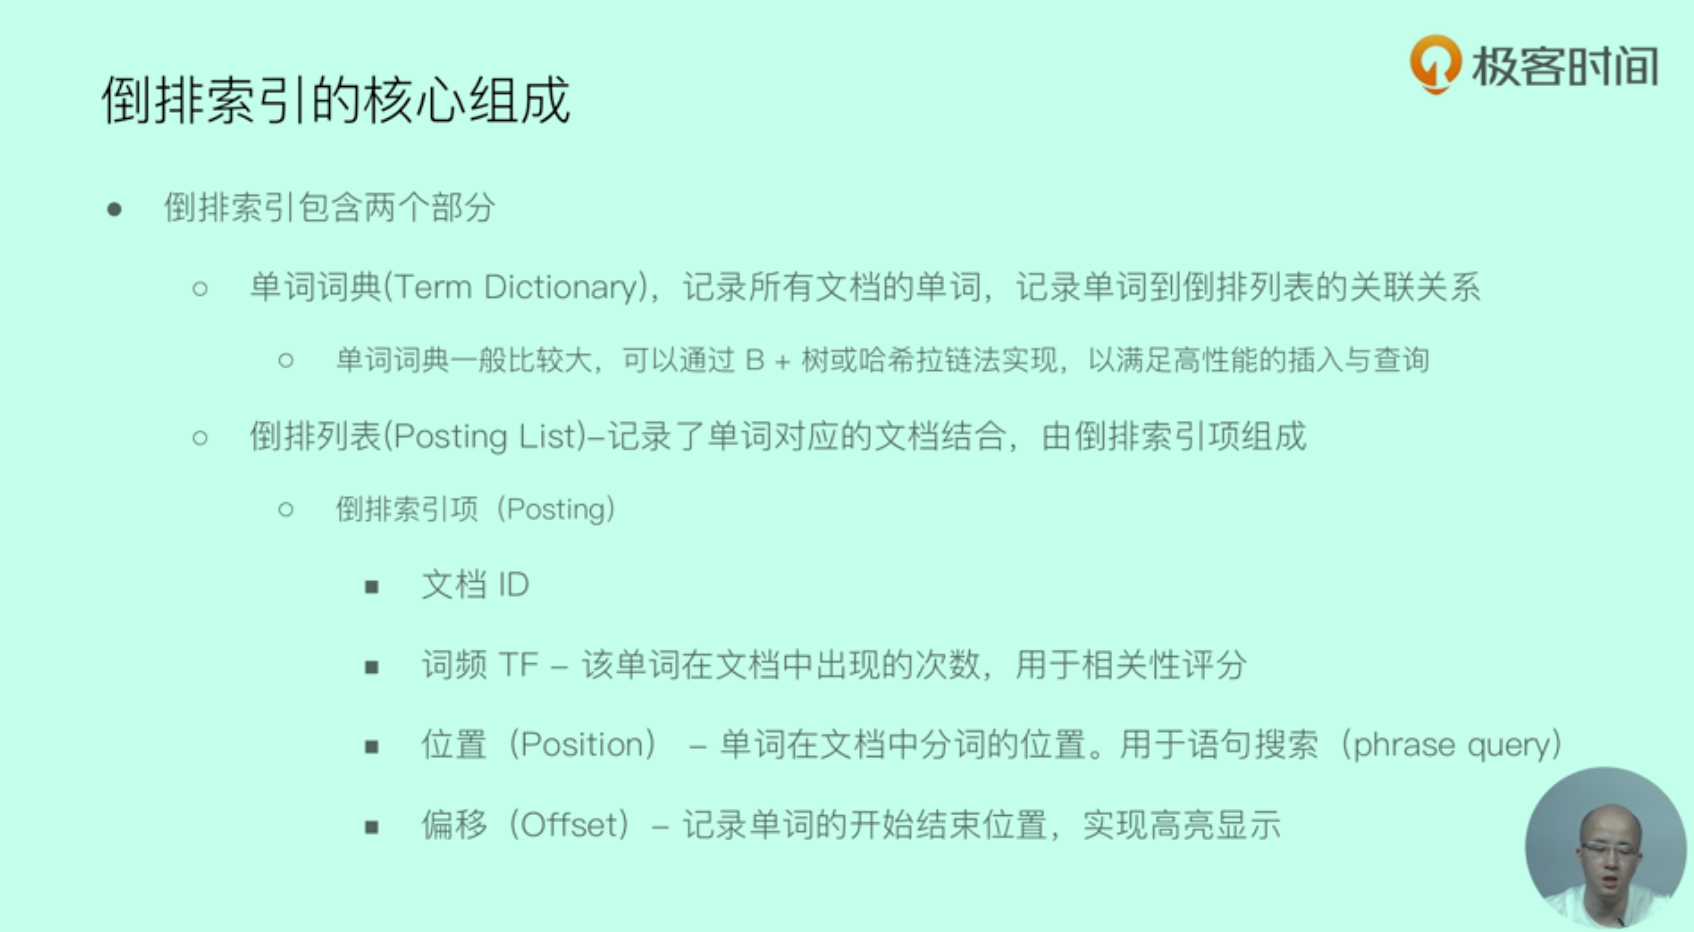 极客时间
倒排索引的核心组成
倒排索引包含两个部分
单词词典(Term Dictionary)，记录所有文档的单词，记录单词到倒排列表的关联关系
单词词典一般比较大，可以通过 B + 树或哈希拉链法实现，以满足高性能的插入与查询
倒排列表(Posting List)–记录了单词对应的文档结合，由倒排索引项组成
倒排索引项（Posting）
文档 ID
词频 TF – 该单词在文档中出现的次数，用于相关性评分
位置（Position） – 单词在文档中分词的位置。用于语句搜索（phrase query）
偏移（Offset）– 记录单词的开始结束位置，实现高亮显示